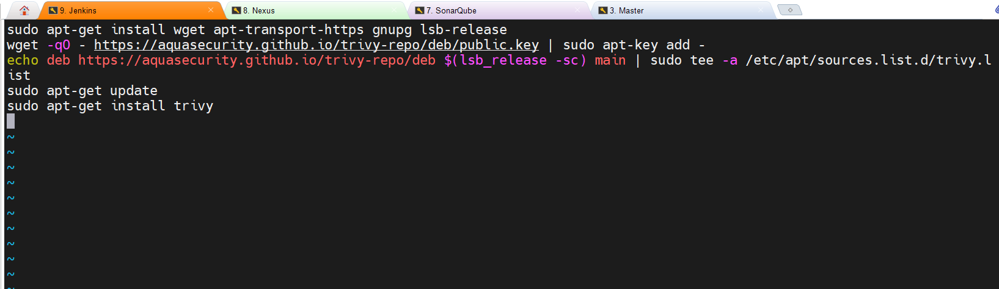 9. Jenkins
8. Nexus
7. SonarQube
3. Master
sudo apt-get install wget apt-transport-https gnupg lsb-release
wget -qO - https://aquasecurity.github.io/trivy-repo/deb/public.key | sudo apt-key add -
echo deb https://aquasecurity.github.io/trivy-repo/deb $(lsb_release -sc) main | sudo tee -a /etc/apt/sources.list.d/trivy.l
ist
sudo apt-get update
sudo apt-get install trivy
~
~
~
~
~
~
~
~
~
~
~